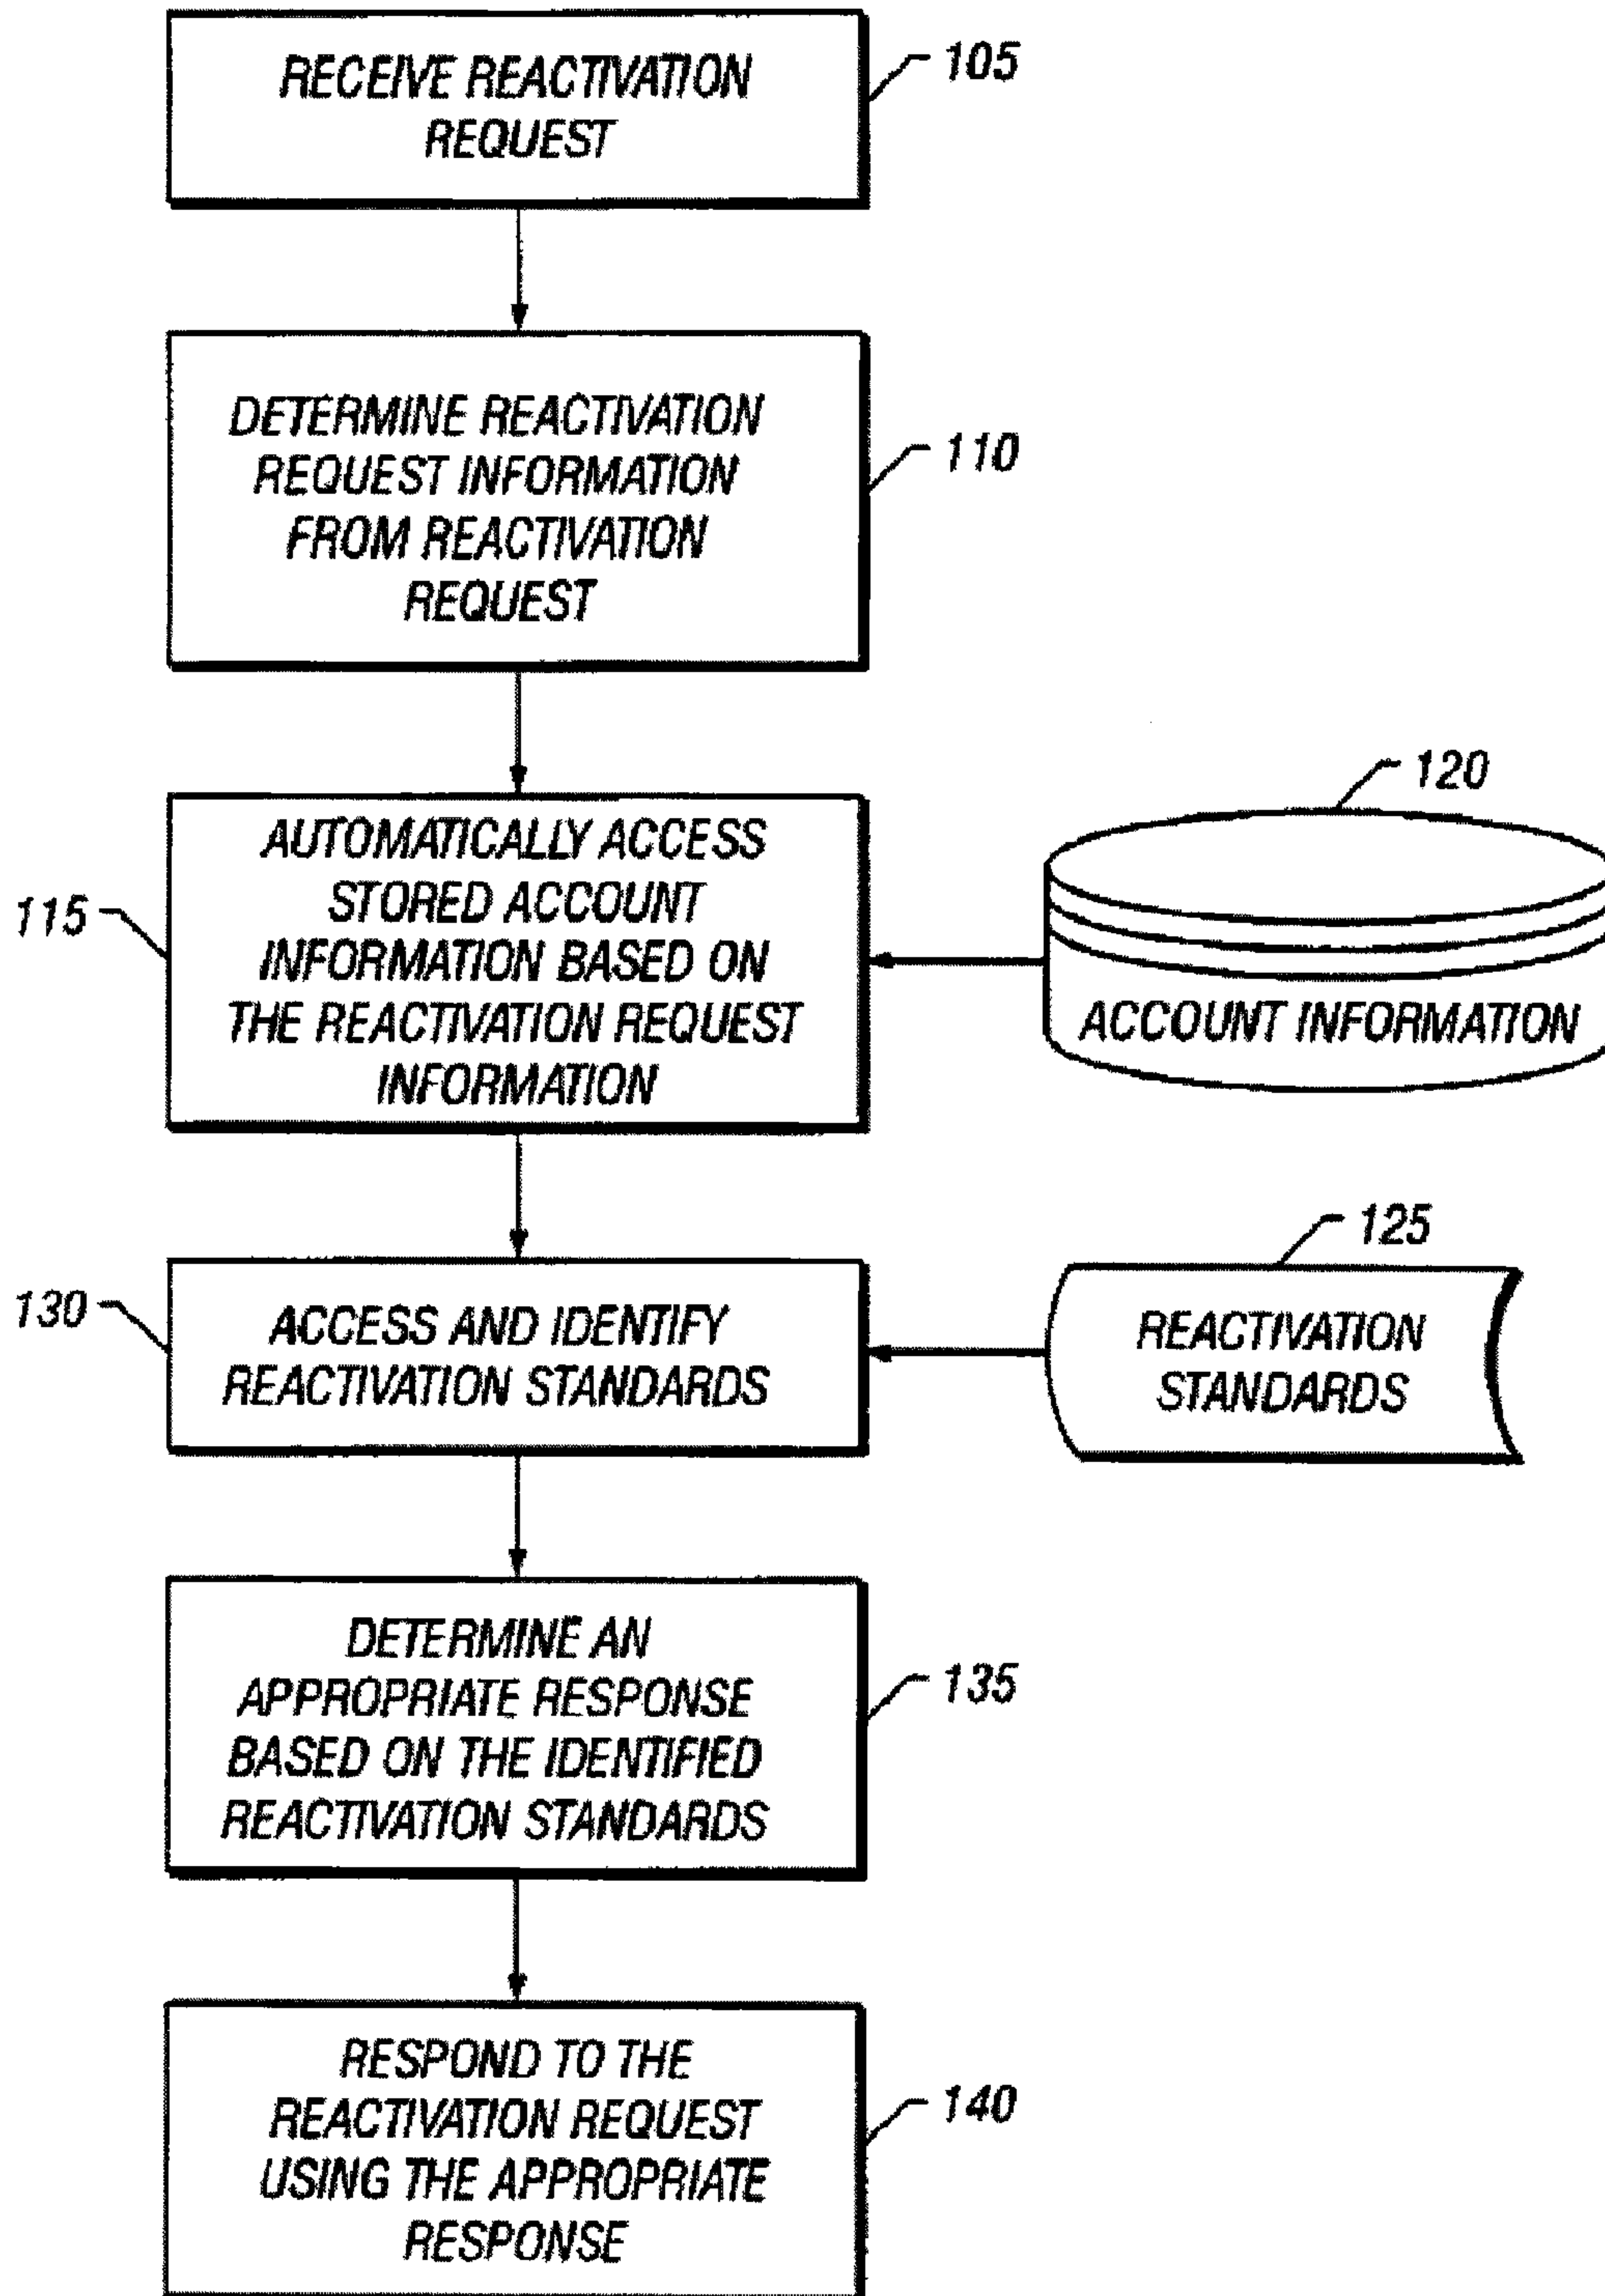 RECEIVE REACTIVATION
REQUEST
105
DETERMINE REACTIVATION
REQUEST INFORMATION
FROM REACTIVATION
REQUEST
110
AUTOMATICALLY ACCESS
STORED ACCOUNT
INFORMATION BASED ON
THE REACTIVATION REQUEST
INFORMATION
115
120
ACCOUNT INFORMATION
ACCESS AND IDENTIFY
REACTIVATION STANDARDS
130
125
REACTIVATION
STANDARDS
DETERMINE AN
APPROPRIATE RESPONSE
BASED ON THE IDENTIFIED
REACTIVATION STANDARDS
135
RESPOND TO THE
REACTIVATION REQUEST
USING THE APPROPRIATE
RESPONSE
140